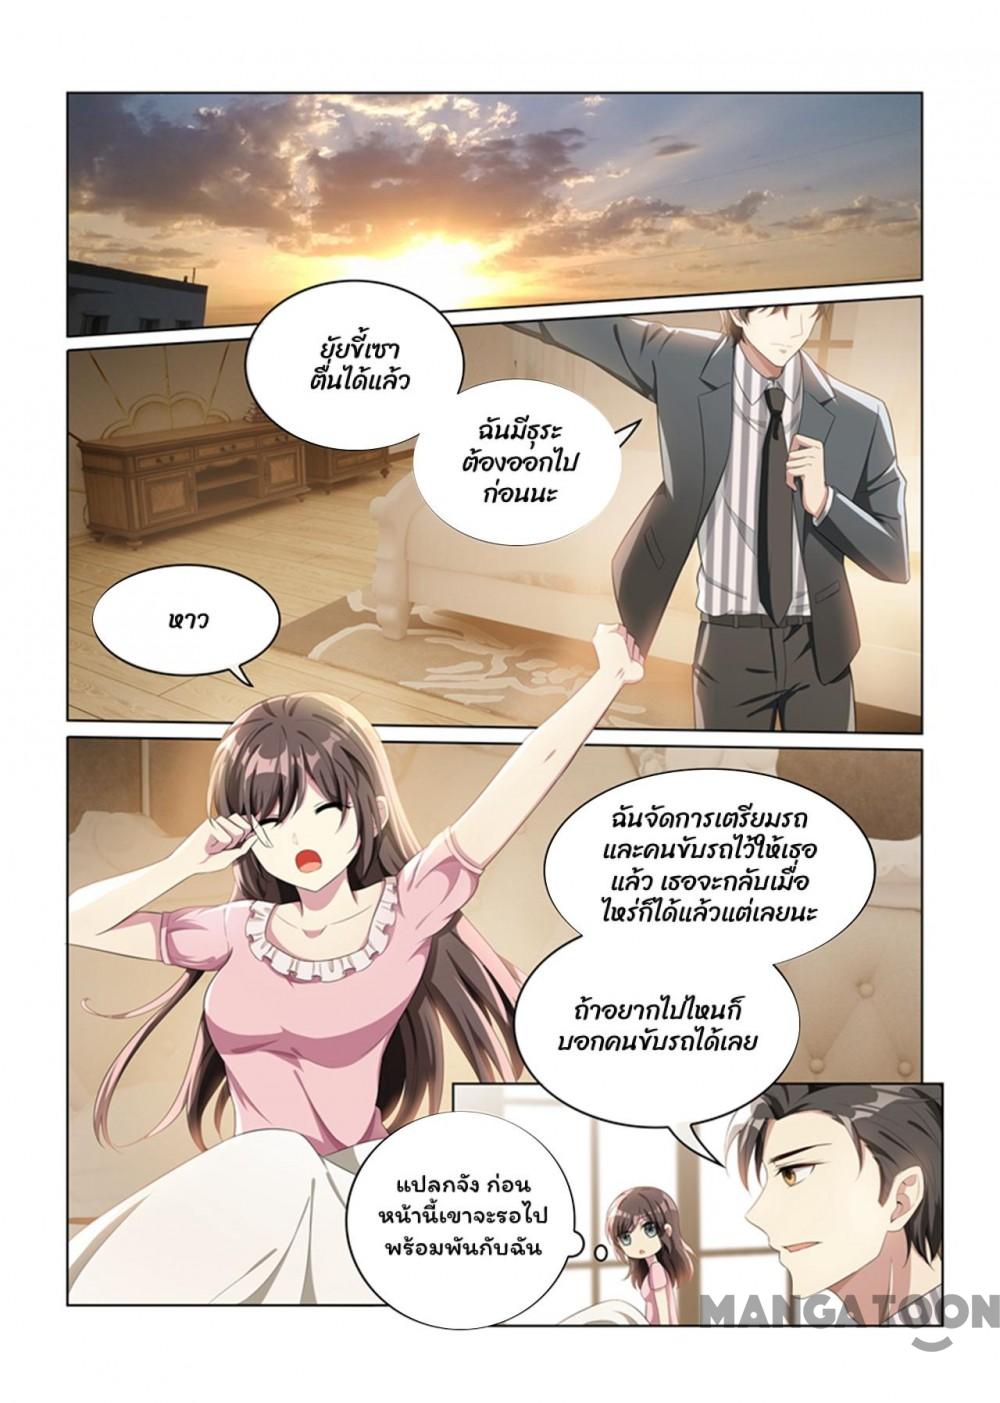 ยัยขี้เซา
ตื่นได้แล้ว
ฉันมีธุระ
ต้องออกไป
ก่อนนะ
หาว
ฉันจัดการเตรียมรถ
และคนขับรถไว้ให้เธอ
แล้ว เธอจะกลับเมื่อ
ไหร่ก็ได้แล้วแต่เลยนะ
ถ้าอยากไปไหนก็
บอกคนขับรถได้เลย
แปลกจัง ก่อน
หน้านี้เขาจะรอไป
พร้อมพันกับฉัน
MANGATOON